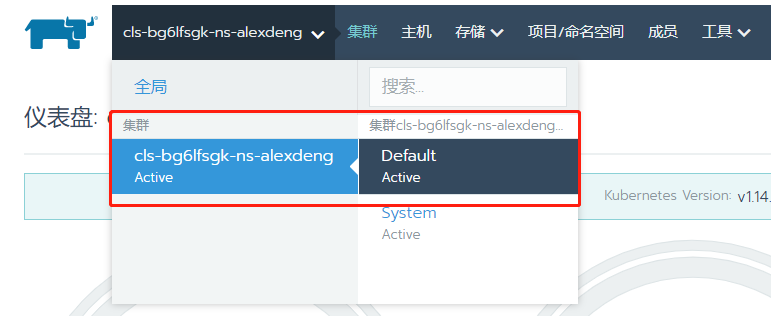 cls-bg6lfsgk-ns-alexdeng 集群 主机 存储 项目/命名空间 成员 工具
全局 搜索...
仪表盘:
集群 集群cls-bg6lfsgk-ns-alexdeng...
cls-bg6lfsgk-ns-alexdeng Default
Active Active
Kubernetes Version: v1.14.
System
Active